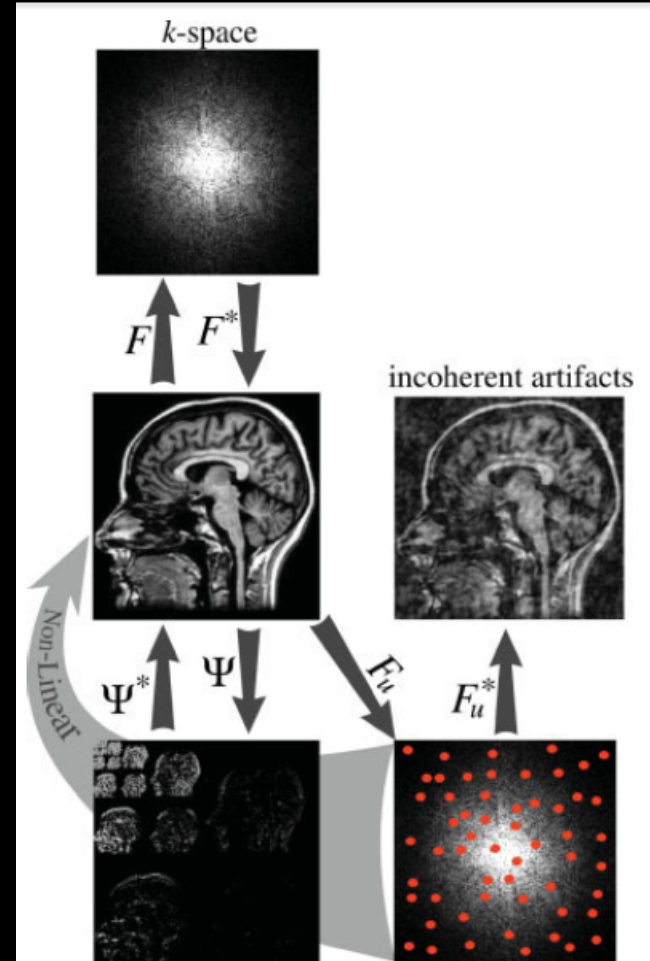 k-space
F
F*
incoherent artifacts
Non-Linear
Ψ*
Ψ
Fu
Fu*